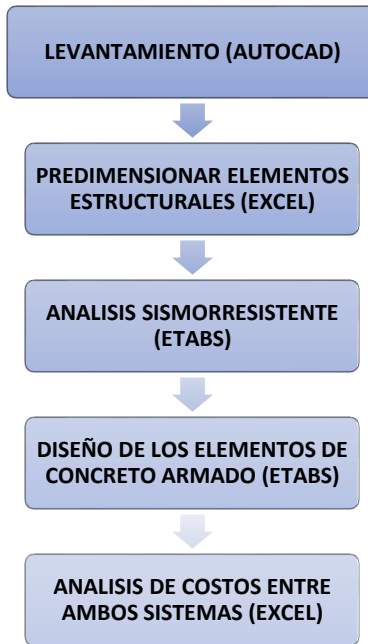 LEVANTAMIENTO (AUTOCAD)
PREDIMENSIONAR ELEMENTOS
ESTRUCTURALES (EXCEL)
ANALISIS SISMORRESISTENTE
(ETABS)
DISEÑO DE LOS ELEMENTOS DE
CONCRETO ARMADO (ETABS)
ANALISIS DE COSTOS ENTRE
AMBOS SISTEMAS (EXCEL)